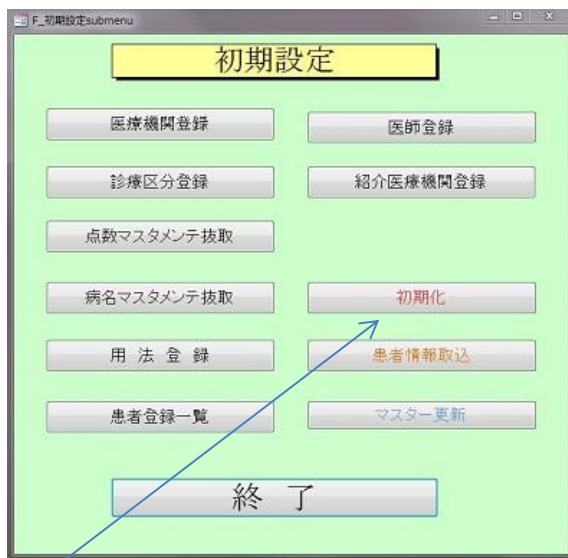 F_初期設定submenu
初期設定
医療機関登録
医師登録
診療区分登録
紹介医療機関登録
点数マスタメンテ抜取
病名マスタメンテ抜取
初期化
用 法 登 録
患者情報取込
患者登録一覧
マスター更新
終 了